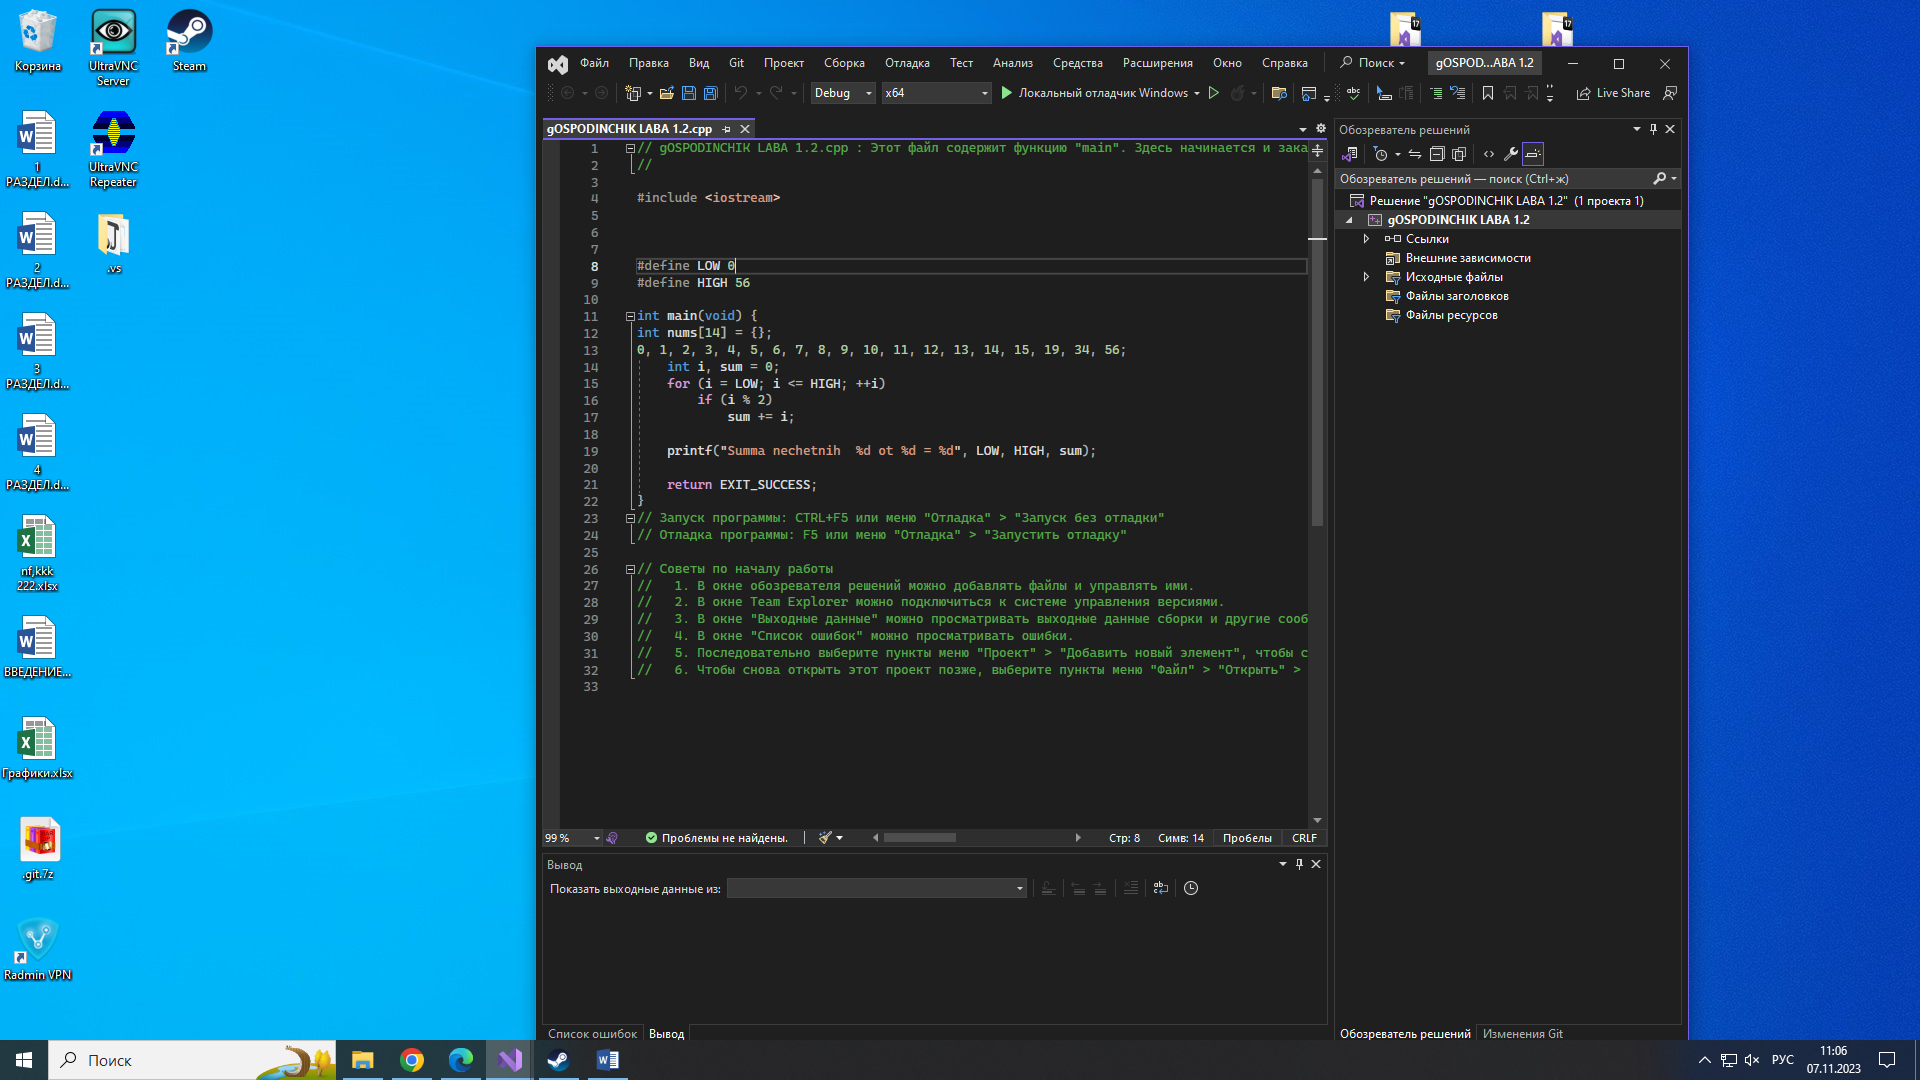 Корзина
UltraVNC Server
Steam
1 РАЗДЕЛ.d...
UltraVNC Repeater
2 РАЗДЕЛ.d...
.vs
3 РАЗДЕЛ.d...
4 РАЗДЕЛ.d...
nf,kkk 222.xlsx
ВВЕДЕНИЕ...
Графики.xlsx
.git.7z
Radmin VPN
17
17
Файл Правка Вид Git Проект Сборка Отладка Тест Анализ Средства Расширения Окно Справка Поиск gOSPOD...ABA 1.2
Debug x64 Локальный отладчик Windows Live Share
gOSPODINCHIK LABA 1.2.cpp
1 // gOSPODINCHIK LABA 1.2.cpp : Этот файл содержит функцию "main". Здесь начинается и зака
2 //
3
4 #include <iostream>
5
6
7
8 #define LOW 0
9 #define HIGH 56
10
11 int main(void) {
12 int nums[14] = {};
13 0, 1, 2, 3, 4, 5, 6, 7, 8, 9, 10, 11, 12, 13, 14, 15, 19, 34, 56;
14 int i, sum = 0;
15 for (i = LOW; i <= HIGH; ++i)
16 if (i % 2)
17 sum += i;
18
19 printf("Summa nechetnih  %d ot %d = %d", LOW, HIGH, sum);
20
21 return EXIT_SUCCESS;
22 }
23 // Запуск программы: CTRL+F5 или меню "Отладка" > "Запуск без отладки"
24 // Отладка программы: F5 или меню "Отладка" > "Запустить отладку"
25
26 // Советы по началу работы
27 //   1. В окне обозревателя решений можно добавлять файлы и управлять ими.
28 //   2. В окне Team Explorer можно подключиться к системе управления версиями.
29 //   3. В окне "Выходные данные" можно просматривать выходные данные сборки и другие сооб
30 //   4. В окне "Список ошибок" можно просматривать ошибки.
31 //   5. Последовательно выберите пункты меню "Проект" > "Добавить новый элемент", чтобы с
32 //   6. Чтобы снова открыть этот проект позже, выберите пункты меню "Файл" > "Открыть" >
33
99 % Проблемы не найдены. Стр: 8 Симв: 14 Пробелы CRLF
Вывод
Показать выходные данные из:
Список ошибок Вывод
Обозреватель решений
Обозреватель решений — поиск (Ctrl+ж)
Решение "gOSPODINCHIK LABA 1.2" (1 проекта 1)
gOSPODINCHIK LABA 1.2
Ссылки
Внешние зависимости
Исходные файлы
Файлы заголовков
Файлы ресурсов
Обозреватель решений Изменения Git
Поиск
РУС
11:06
07.11.2023